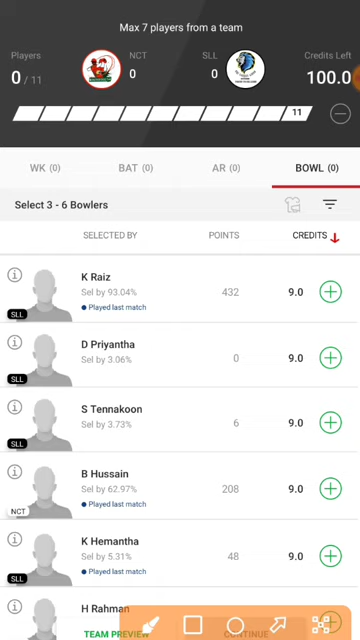 Max 7 players from a team
Players NCT SLL Credits Left
0 / 11 0 0 100.0
11
WK (0) BAT (0) AR (0) BOWL (0)
Select 3 - 6 Bowlers
SELECTED BY POINTS CREDITS
K Raiz
Sel by 93.04% 432 9.0
Played last match
SLL
D Priyantha
Sel by 3.06% 0 9.0
SLL
S Tennakoon
Sel by 3.73% 6 9.0
SLL
B Hussain
Sel by 62.97% 208 9.0
Played last match
NCT
K Hemantha
Sel by 5.31% 48 9.0
Played last match
SLL
H Rahman
TEAM PREVIEW CONTINUE